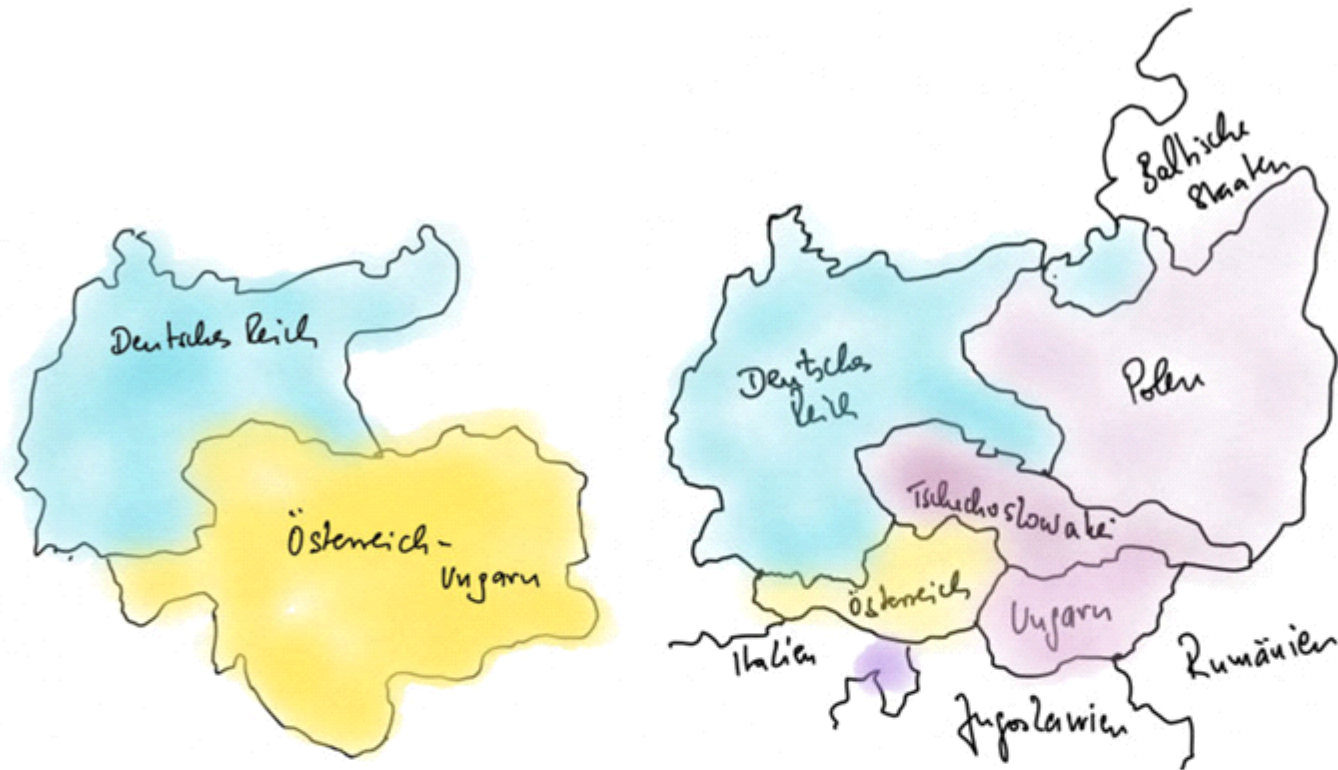 Deutsches Reich
Österreich-
Ungarn
Baltische
Staaten
Deutsches
Reich
Polen
Tschechoslowakei
Österreich
Ungarn
Italien
Rumänien
Jugoslawien